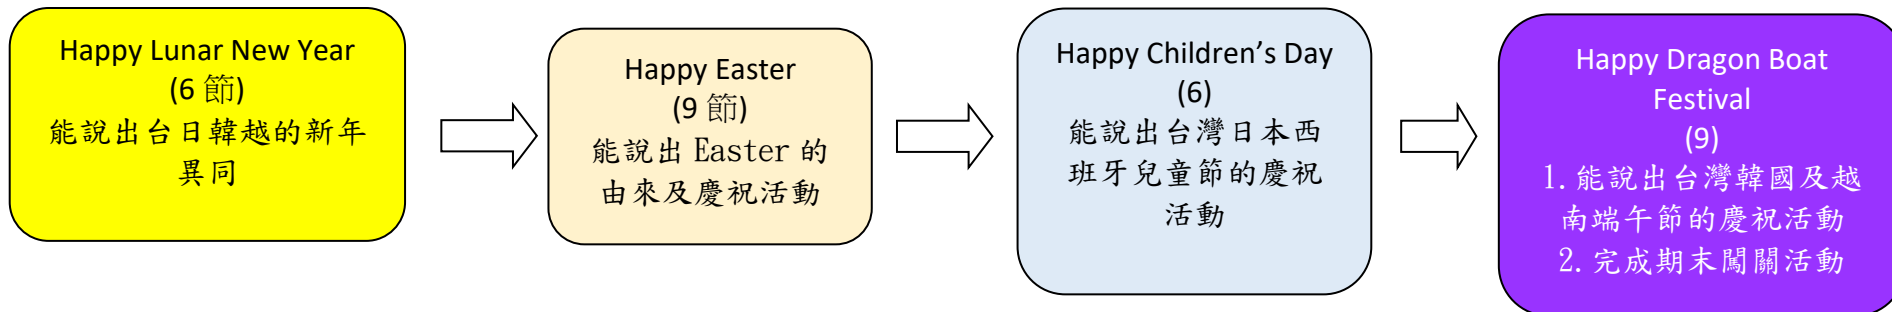 Happy Lunar New Year
(6 節)
能說出台日韓越的新年
異同
Happy Easter
(9 節)
能說出 Easter 的
由來及慶祝活動
Happy Children’s Day
(6)
能說出台灣日本西
班牙兒童節的慶祝
活動
Happy Dragon Boat
Festival
(9)
1.能說出台灣韓國及越
南端午節的慶祝活動
2.完成期末闖關活動